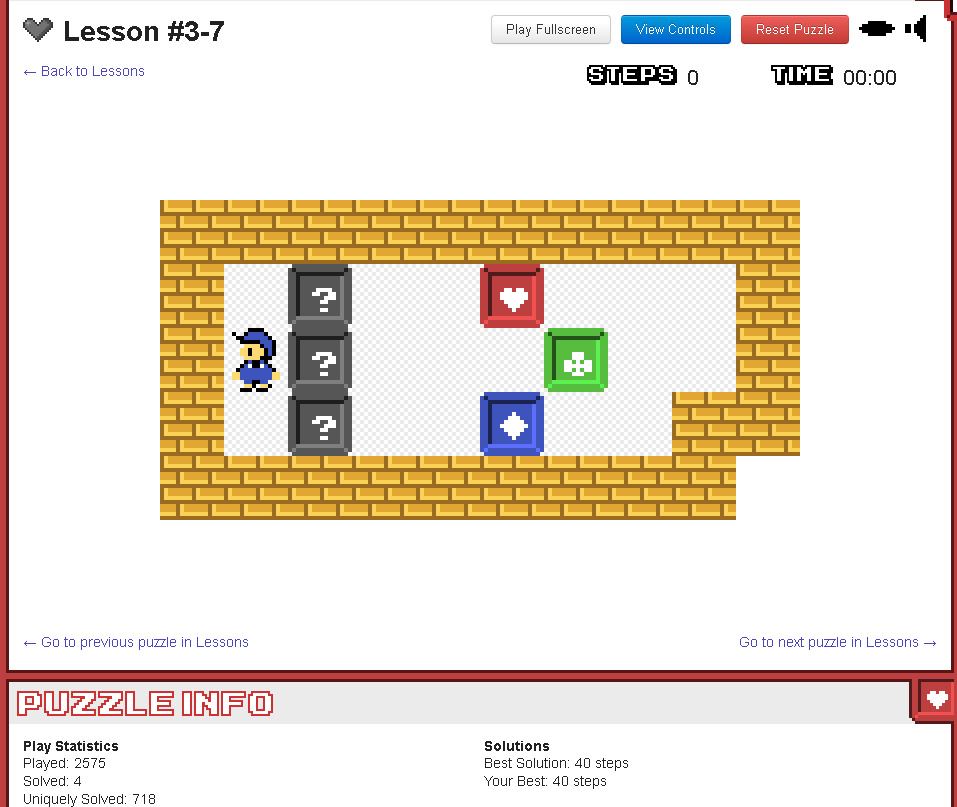 Lesson #3-7
Play Fullscreen
View Controls
Reset Puzzle
← Back to Lessons
STEPS 0
TIME 00:00
?
?
?
← Go to previous puzzle in Lessons
Go to next puzzle in Lessons →
PUZZLE INFO
Play Statistics
Played: 2575
Solved: 4
Uniquely Solved: 718
Solutions
Best Solution: 40 steps
Your Best: 40 steps